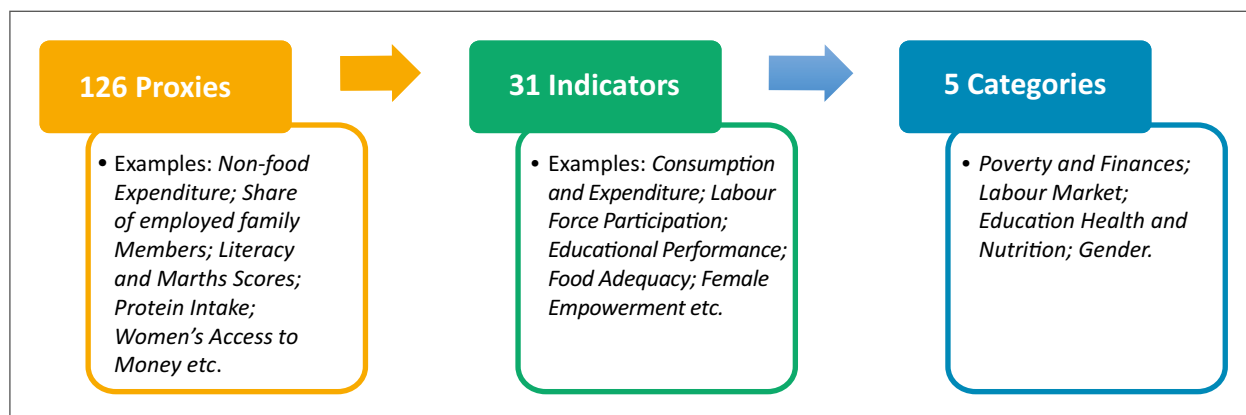 126 Proxies
• Examples: Non-food
Expenditure; Share
of employed family
Members; Literacy
and Marths Scores;
Protein Intake;
Women’s Access to
Money etc.
31 Indicators
• Examples: Consumption
and Expenditure; Labour
Force Participation;
Educational Performance;
Food Adequacy; Female
Empowerment etc.
5 Categories
• Poverty and Finances;
Labour Market;
Education Health and
Nutrition; Gender.